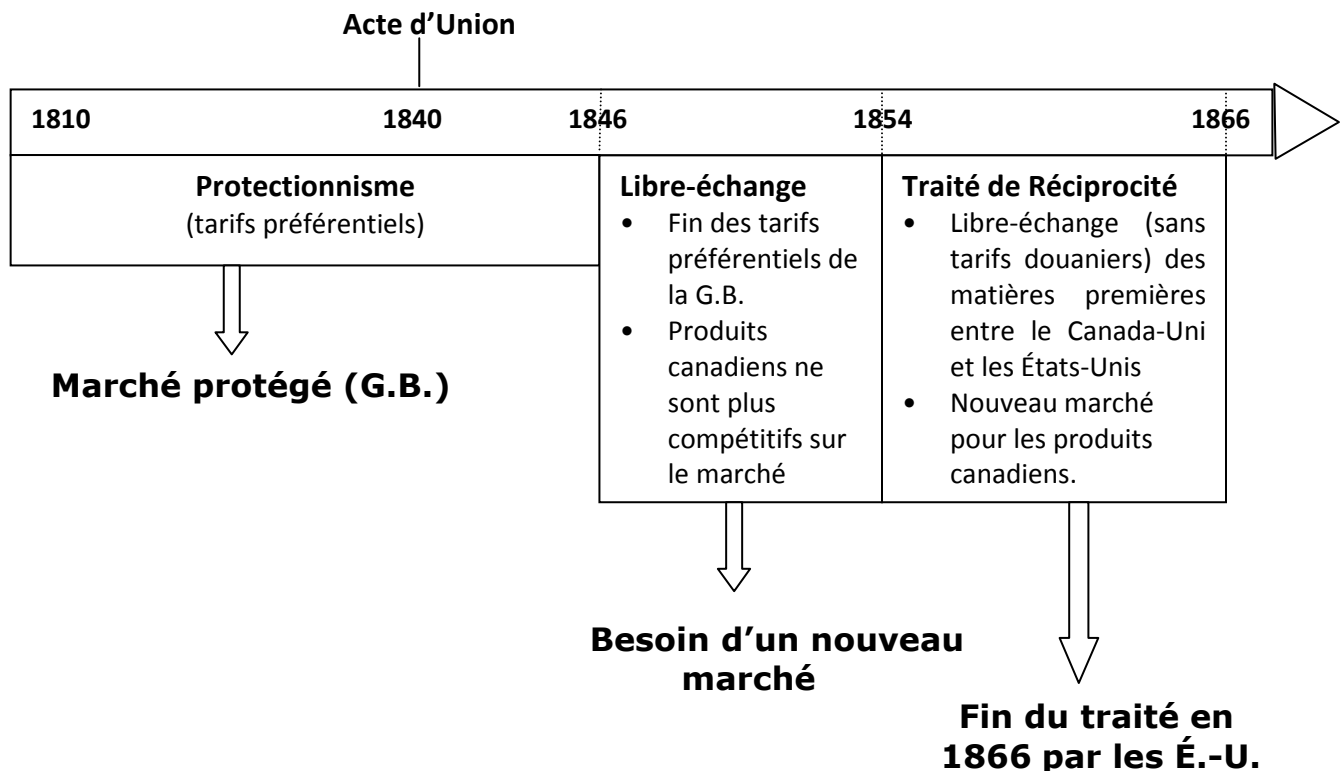 Acte d’Union
1810 1840 1846 1854 1866
Protectionnisme
(tarifs préférentiels)
Marché protégé (G.B.)
Libre-échange
• Fin des tarifs
préférentiels de
la G.B.
• Produits
canadiens ne
sont plus
compétitifs sur
le marché
Besoin d’un nouveau
marché
Traité de Réciprocité
• Libre-échange (sans
tarifs douaniers) des
matières premières
entre le Canada-Uni
et les États-Unis
• Nouveau marché
pour les produits
canadiens.
Fin du traité en
1866 par les É.-U.